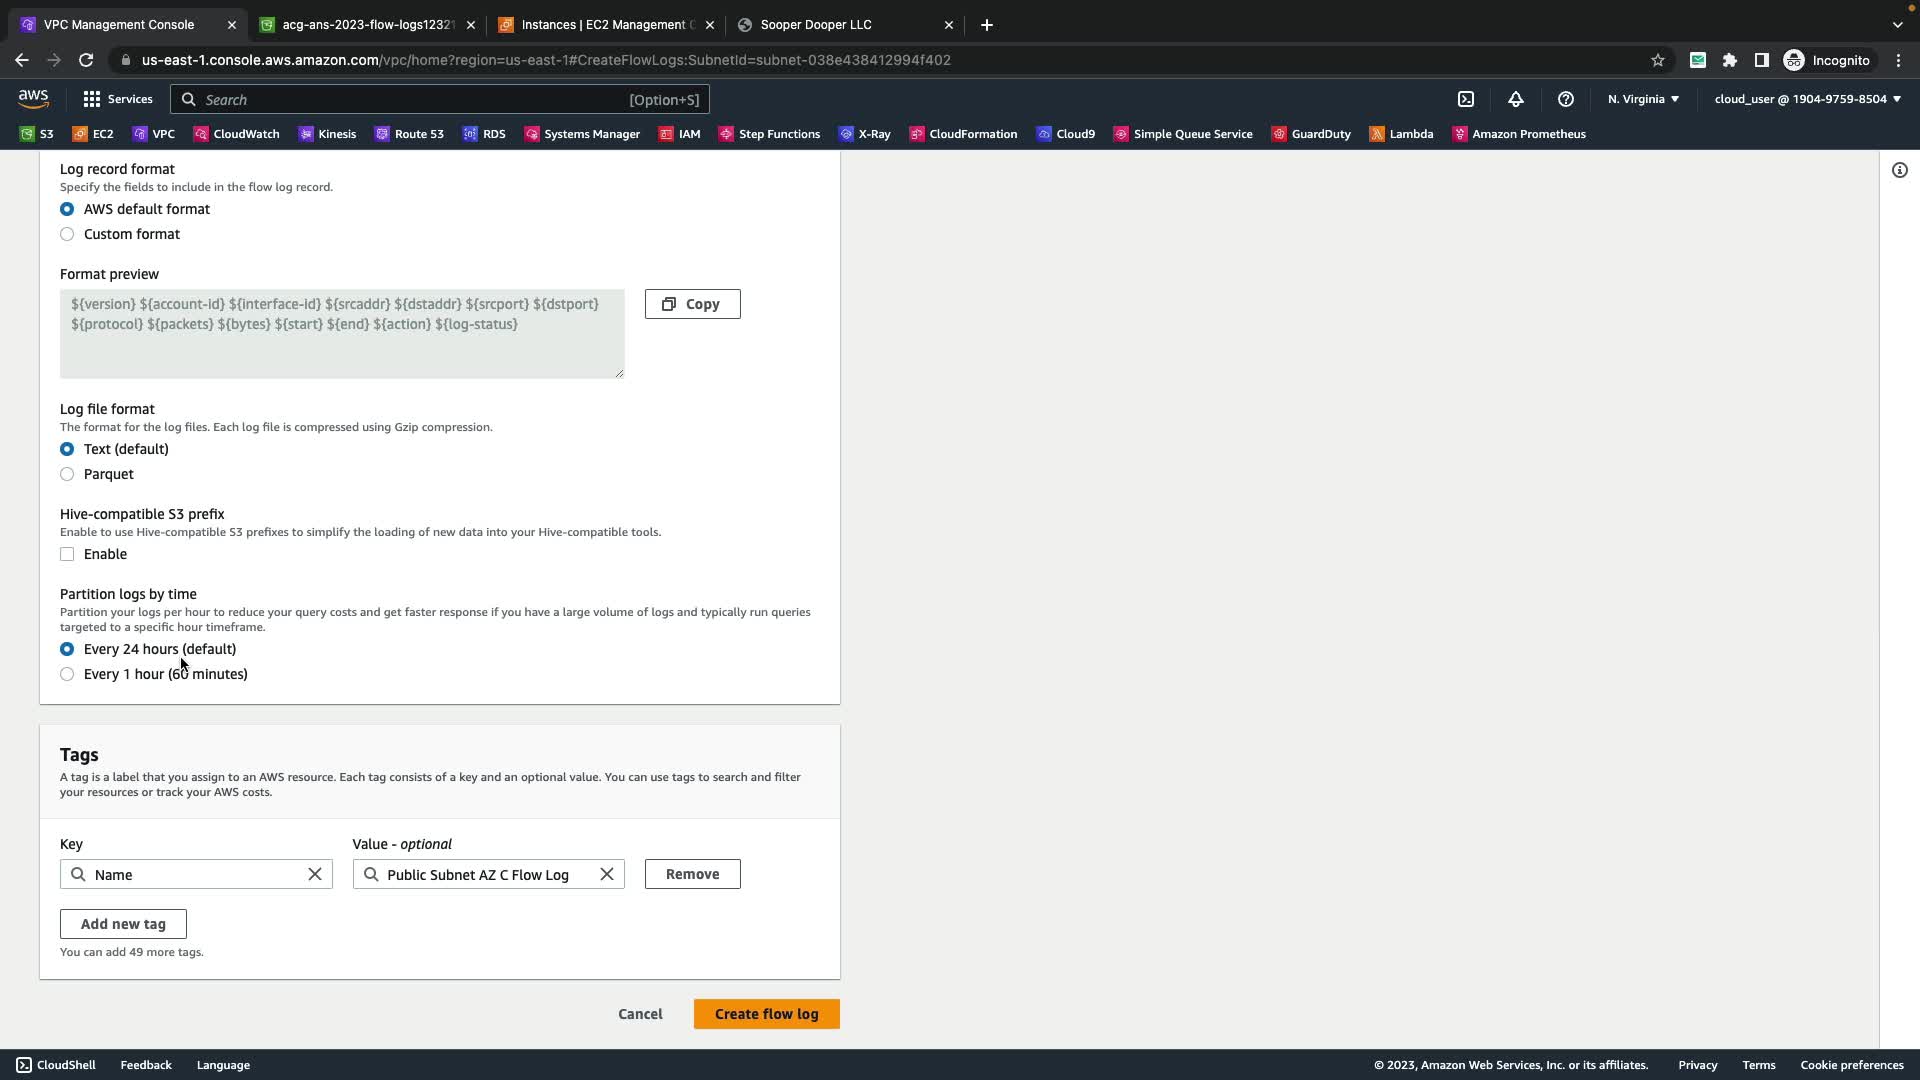 VPC Management Console
acg-ans-2023-flow-logs12321
Instances | EC2 Management C
Sooper Dooper LLC
us-east-1.console.aws.amazon.com/vpc/home?region=us-east-1#CreateFlowLogs:SubnetId=subnet-038e438412994f402
Incognito
aws
Services
Search
[Option+S]
N. Virginia
cloud_user @ 1904-9759-8504
S3
EC2
VPC
CloudWatch
Kinesis
Route 53
RDS
Systems Manager
IAM
Step Functions
X-Ray
CloudFormation
Cloud9
Simple Queue Service
GuardDuty
Lambda
Amazon Prometheus
Log record format
Specify the fields to include in the flow log record.
AWS default format
Custom format
Format preview
${version} ${account-id} ${interface-id} ${srcaddr} ${dstaddr} ${srcport} ${dstport}
${protocol} ${packets} ${bytes} ${start} ${end} ${action} ${log-status}
Copy
Log file format
The format for the log files. Each log file is compressed using Gzip compression.
Text (default)
Parquet
Hive-compatible S3 prefix
Enable to use Hive-compatible S3 prefixes to simplify the loading of new data into your Hive-compatible tools.
Enable
Partition logs by time
Partition your logs per hour to reduce your query costs and get faster response if you have a large volume of logs and typically run queries
targeted to a specific hour timeframe.
Every 24 hours (default)
Every 1 hour (60 minutes)
Tags
A tag is a label that you assign to an AWS resource. Each tag consists of a key and an optional value. You can use tags to search and filter
your resources or track your AWS costs.
Key
Value - optional
Name
Public Subnet AZ C Flow Log
Remove
Add new tag
You can add 49 more tags.
Cancel
Create flow log
CloudShell
Feedback
Language
© 2023, Amazon Web Services, Inc. or its affiliates.
Privacy
Terms
Cookie preferences